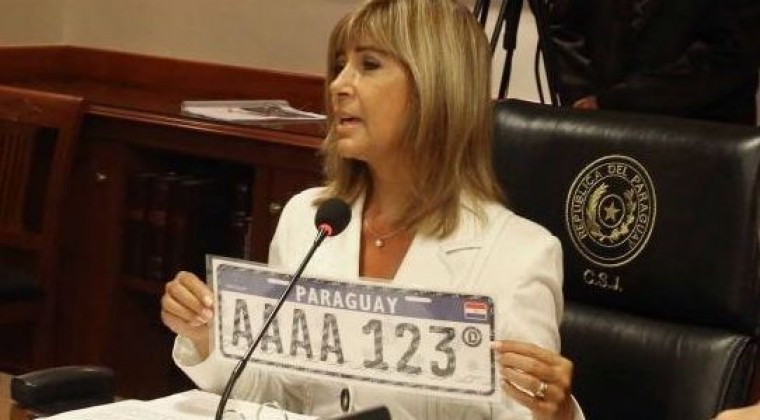 PARAGUAY
AAAA 123
REPUBLICA DEL PARAGUAY
C.S.J.